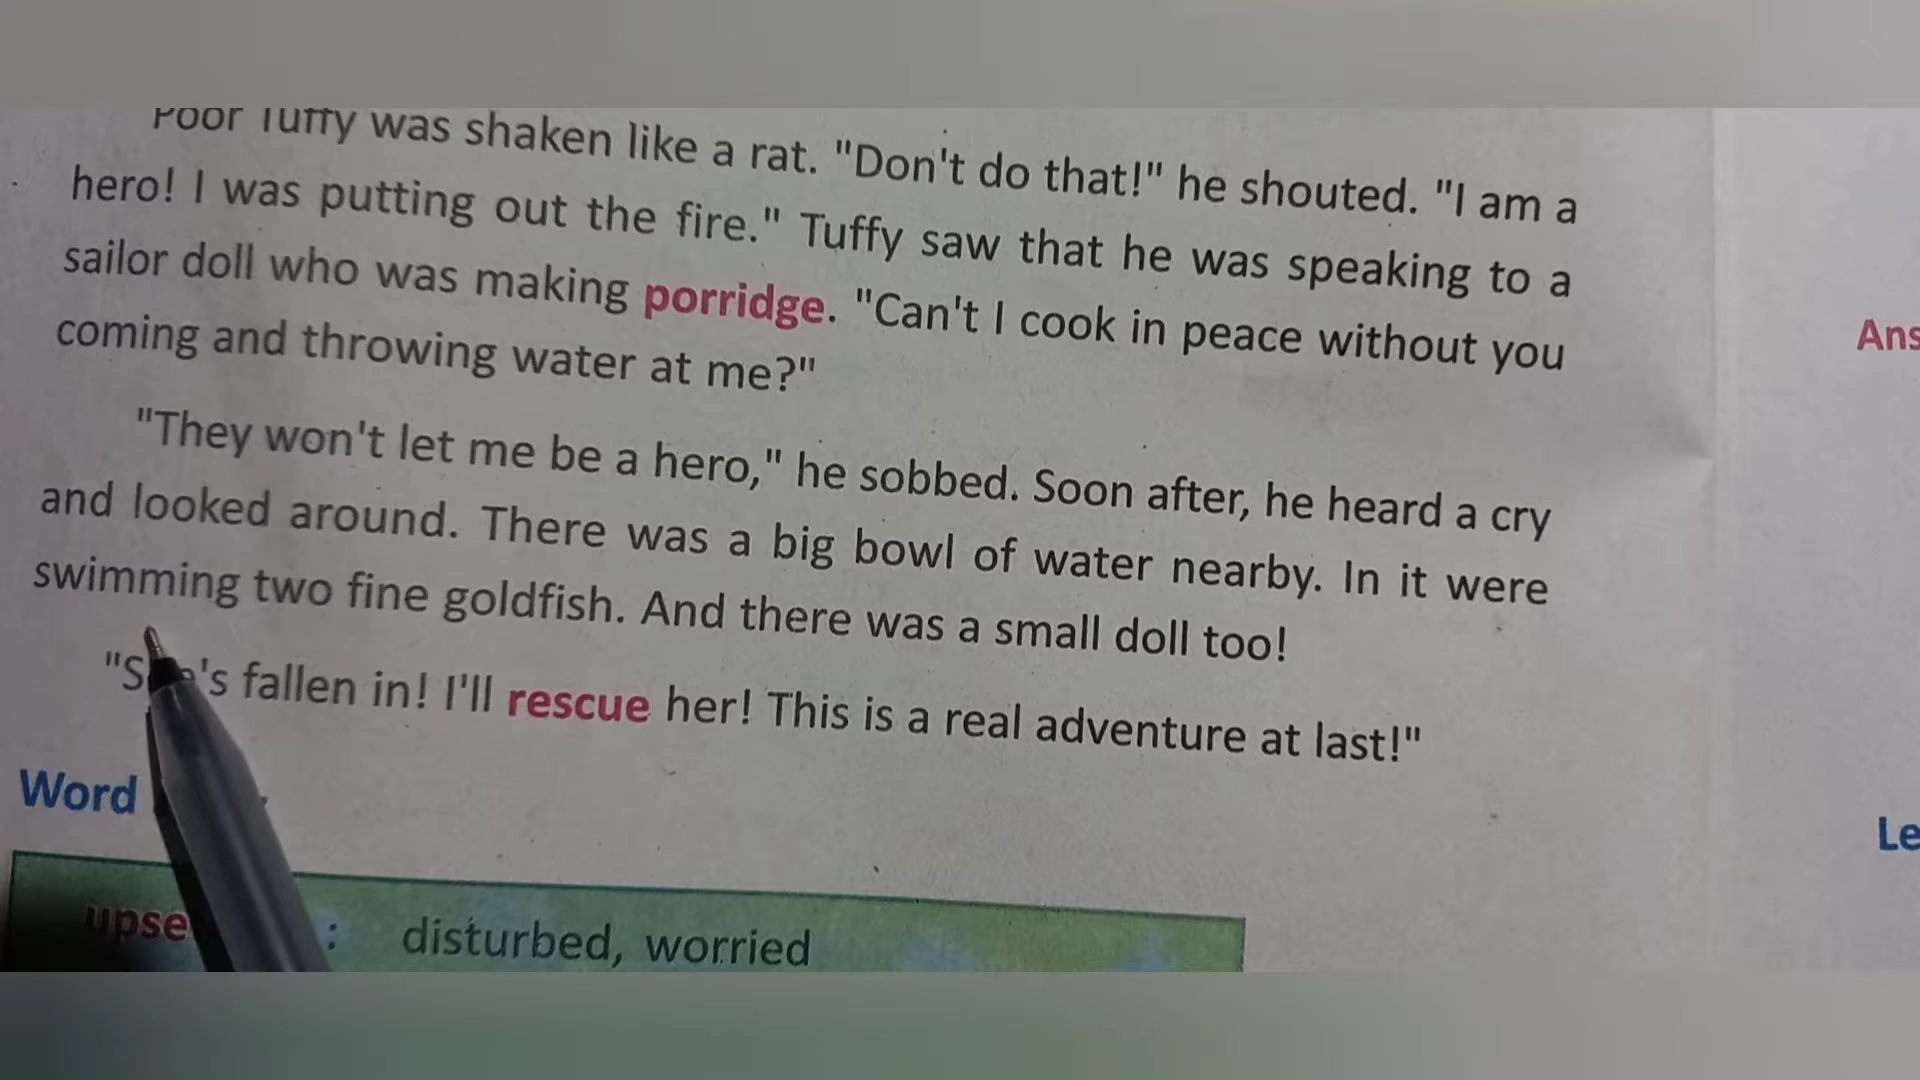 Poor Tuffy was shaken like a rat. "Don't do that!" he shouted. "I am a
hero! I was putting out the fire." Tuffy saw that he was speaking to a
sailor doll who was making porridge. "Can't I cook in peace without you
coming and throwing water at me?"
"They won't let me be a hero," he sobbed. Soon after, he heard a cry
and looked around. There was a big bowl of water nearby. In it were
swimming two fine goldfish. And there was a small doll too!
"She's fallen in! I'll rescue her! This is a real adventure at last!"
Word
: disturbed, worried
Ans
Le